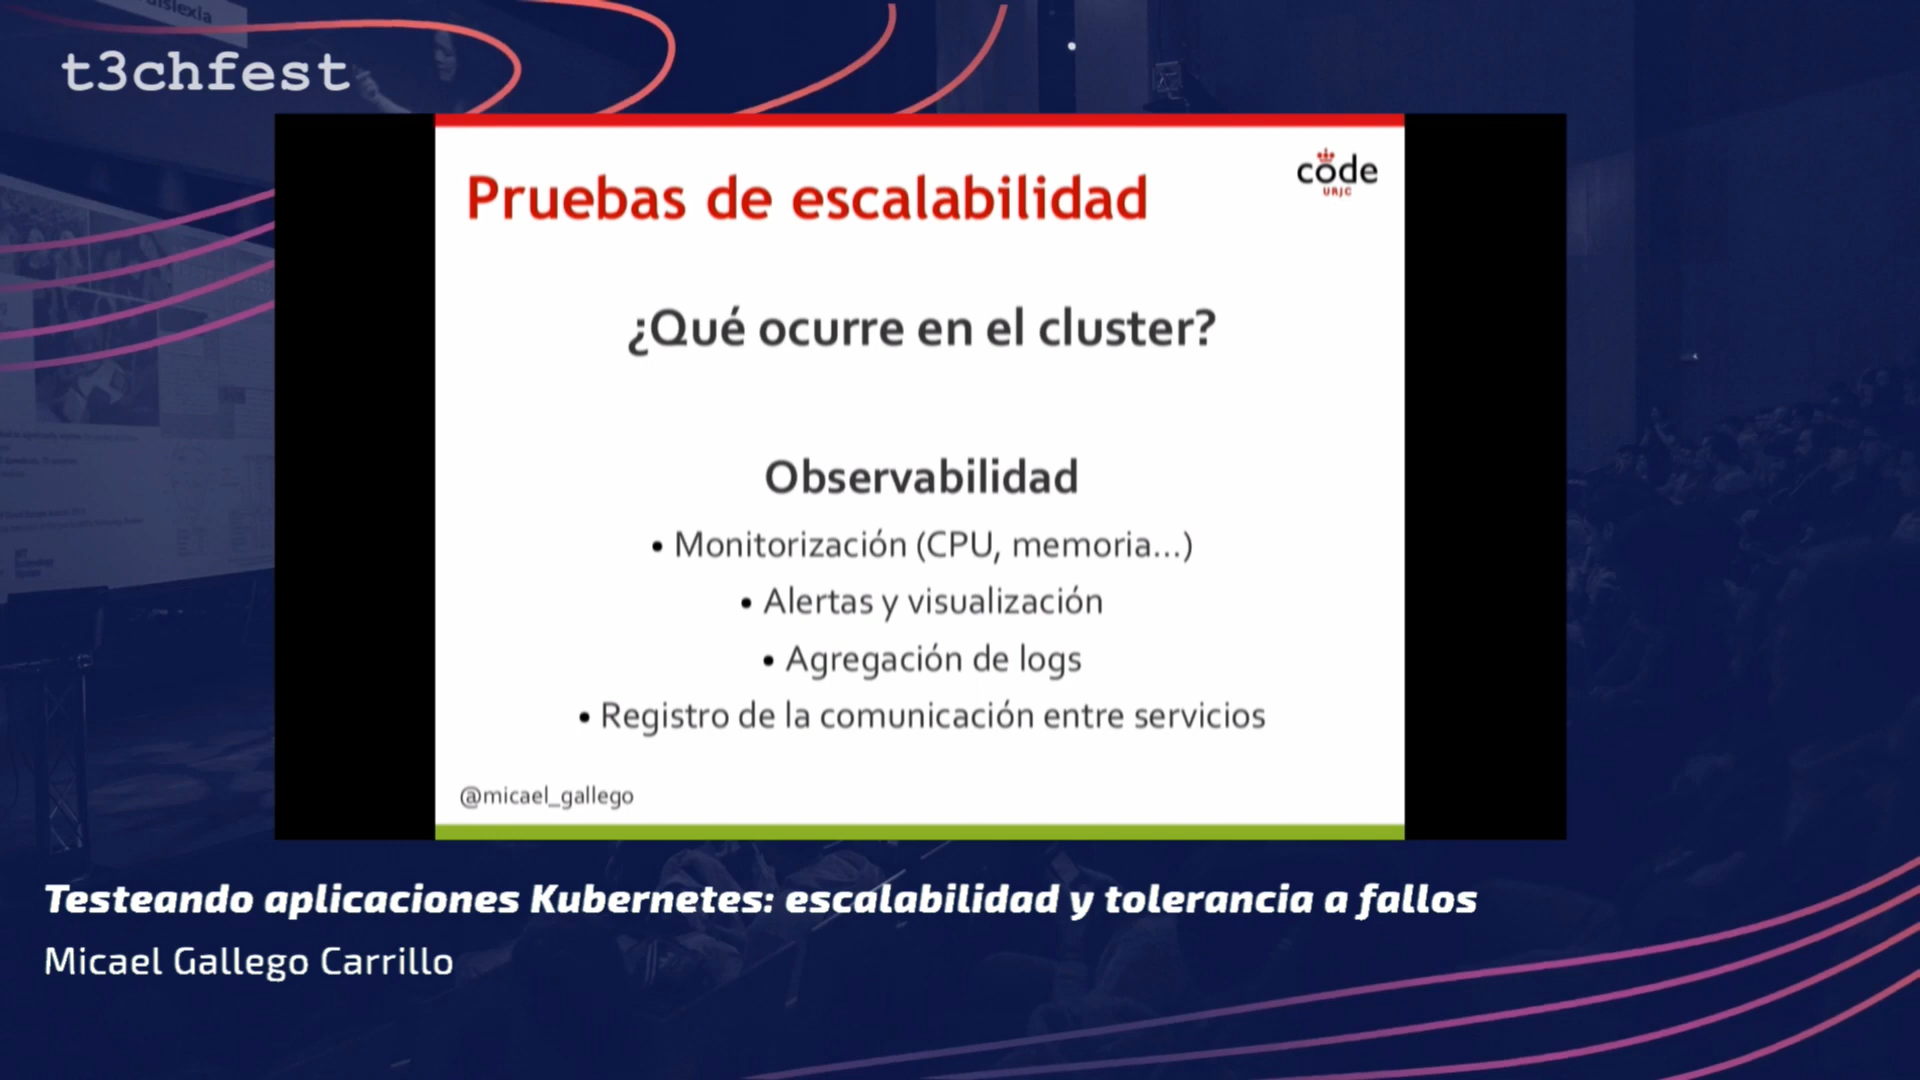 t3chfest
code
URJC
Pruebas de escalabilidad
¿Qué ocurre en el cluster?
Observabilidad
• Monitorización (CPU, memoria...)
• Alertas y visualización
• Agregación de logs
• Registro de la comunicación entre servicios
@micael_gallego
Testeando aplicaciones Kubernetes: escalabilidad y tolerancia a fallos
Micael Gallego Carrillo